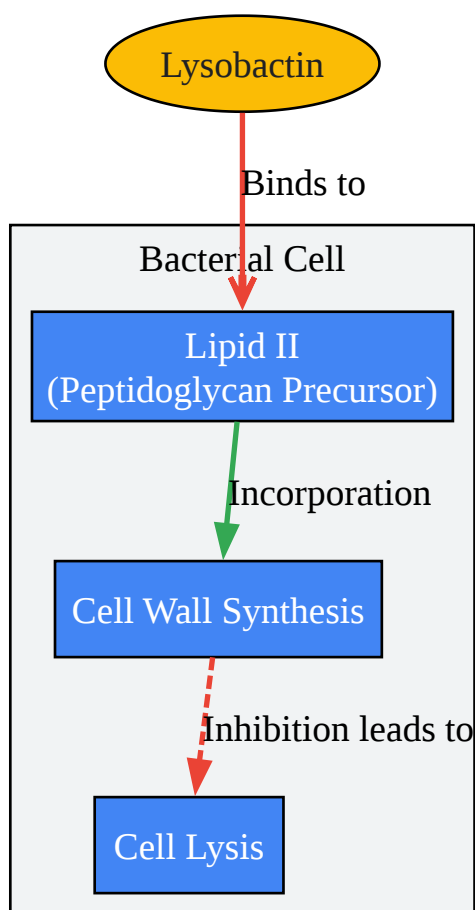 Lysobactin
Binds to
Bacterial Cell
Lipid II
(Peptidoglycan Precursor)
Incorporation
Cell Wall Synthesis
Inhibition leads to
Cell Lysis